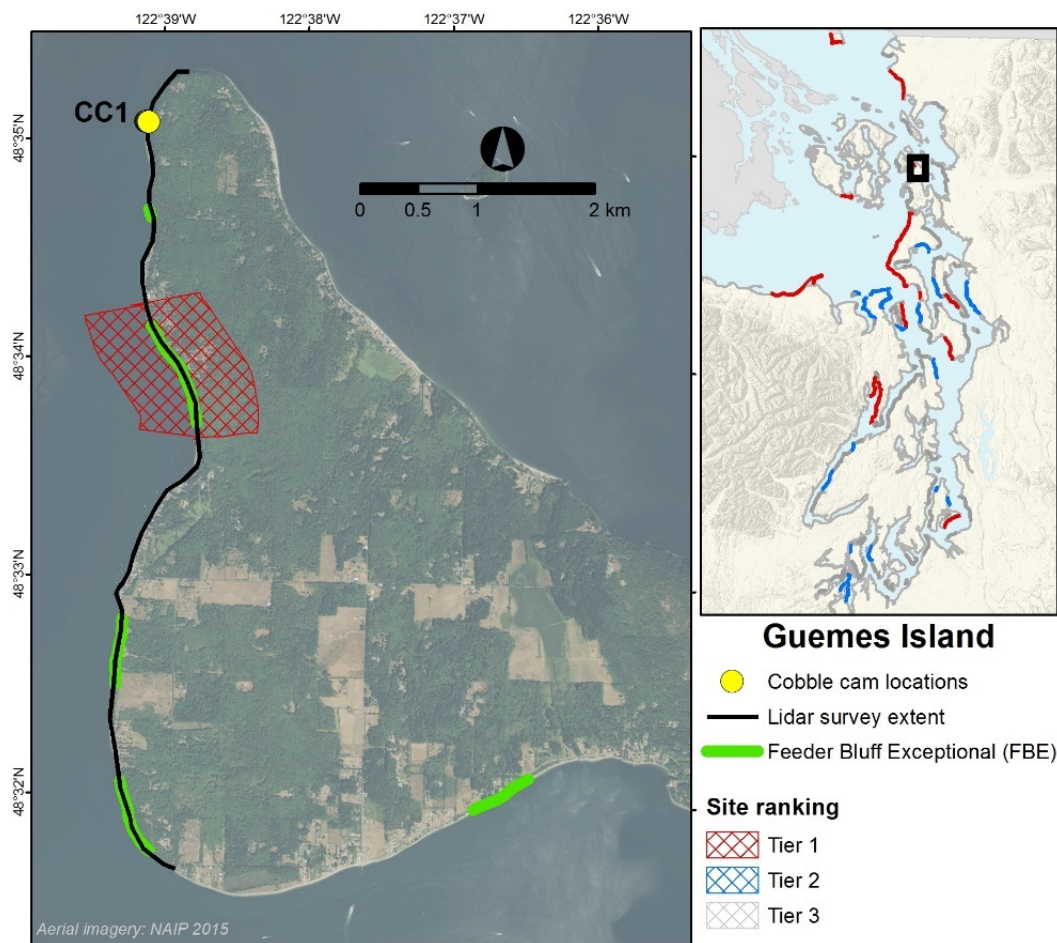 122°39'W 122°38'W 122°37'W 122°36'W
CC1
48°35'N
0 0.5 1 2 km
48°34'N
48°33'N
48°32'N
Aerial imagery: NAIP 2015
Guemes Island
Cobble cam locations
Lidar survey extent
Feeder Bluff Exceptional (FBE)
Site ranking
Tier 1
Tier 2
Tier 3